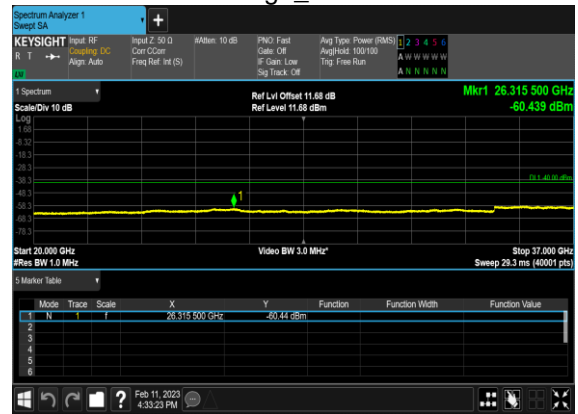 Spectrum Analyzer 1
Swept SA
+
KEYSIGHT
R T
Input: RF
Coupling: DC
Align: Auto
Input Z: 50 Ω
Corr CCorr
Freq Ref: Int (S)
#Atten: 10 dB
PNO: Fast
Gate: Off
IF Gain: Low
Sig Track: Off
Avg Type: Power (RMS)
Avg|Hold: 100/100
Trig: Free Run
1 2 3 4 5 6
A W W W W W
A N N N N N
1 Spectrum
Scale/Div 10 dB
Ref Lvl Offset 11.68 dB
Ref Level 11.68 dBm
Mkr1 26.315 500 GHz
-60.439 dBm
Log
1.68
-8.32
-18.3
-28.3
-38.3
-48.3
-58.3
-68.3
-78.3
DL1 -40.00 dBm
1
Start 20.000 GHz
#Res BW 1.0 MHz
Video BW 3.0 MHz*
Stop 37.000 GHz
Sweep 29.3 ms (40001 pts)
5 Marker Table
Mode Trace Scale X Y Function Function Width Function Value
1 N 1 f 26.315 500 GHz -60.44 dBm
2
3
4
5
6
?
Feb 11, 2023
4:33:23 PM